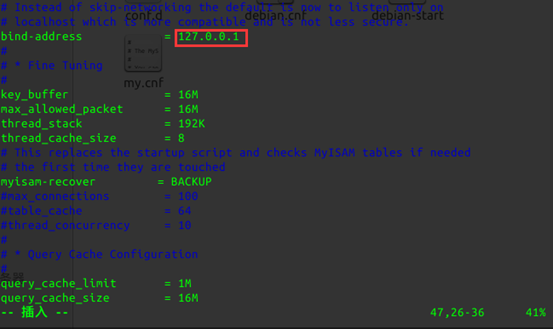 # Instead of skip-networking the default is now to listen only on
conf.d
debian.cnf
debian-start
# localhost which is more compatible and is not less secure.
bind-address = 127.0.0.1
#
# * Fine Tuning
#
my.cnf
key_buffer = 16M
max_allowed_packet = 16M
thread_stack = 192K
thread_cache_size = 8
# This replaces the startup script and checks MyISAM tables if needed
# the first time they are touched
myisam-recover = BACKUP
#max_connections = 100
#table_cache = 64
#thread_concurrency = 10
#
# * Query Cache Configuration
#
query_cache_limit = 1M
query_cache_size = 16M
-- 插入 -- 47,26-36 41%